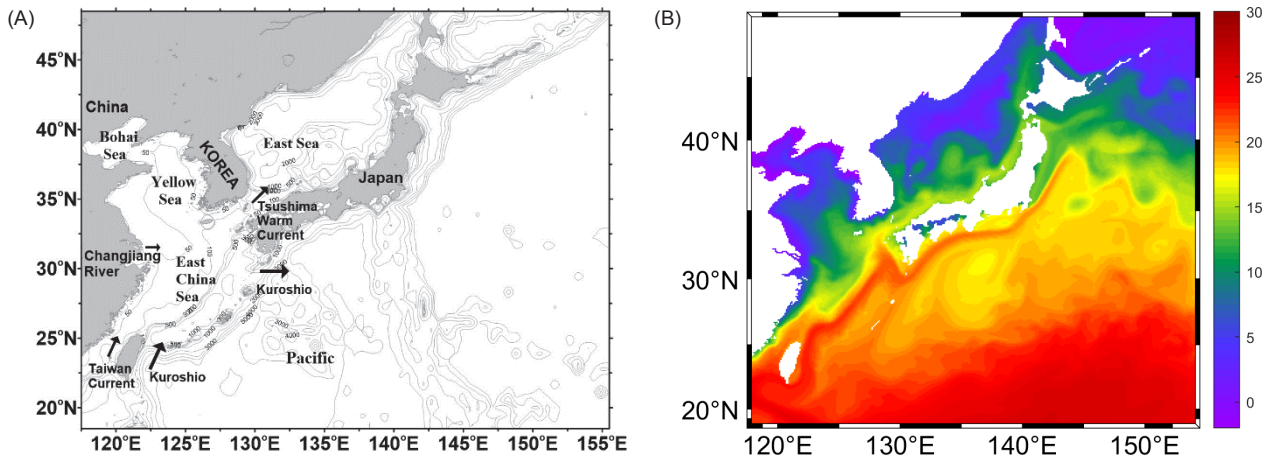 (A)
45°N
40°N
35°N
30°N
25°N
20°N
120°E
125°E
130°E
135°E
140°E
145°E
150°E
155°E
China
Bohai
Sea
KOREA
East Sea
Yellow
Sea
Japan
Tsushima
Warm
Current
Changjiang
River
East
China
Sea
Kuroshio
Pacific
Taiwan
Current
Kuroshio
(B)
40°N
30°N
20°N
120°E
130°E
140°E
150°E
30
25
20
15
10
5
0